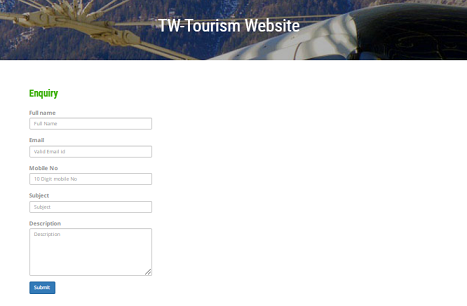 TW-Tourism Website
Enquiry
Full name
Full Name
Email
Valid Email id
Mobile No
10 Digit mobile No
Subject
Subject
Description
Description
Submit